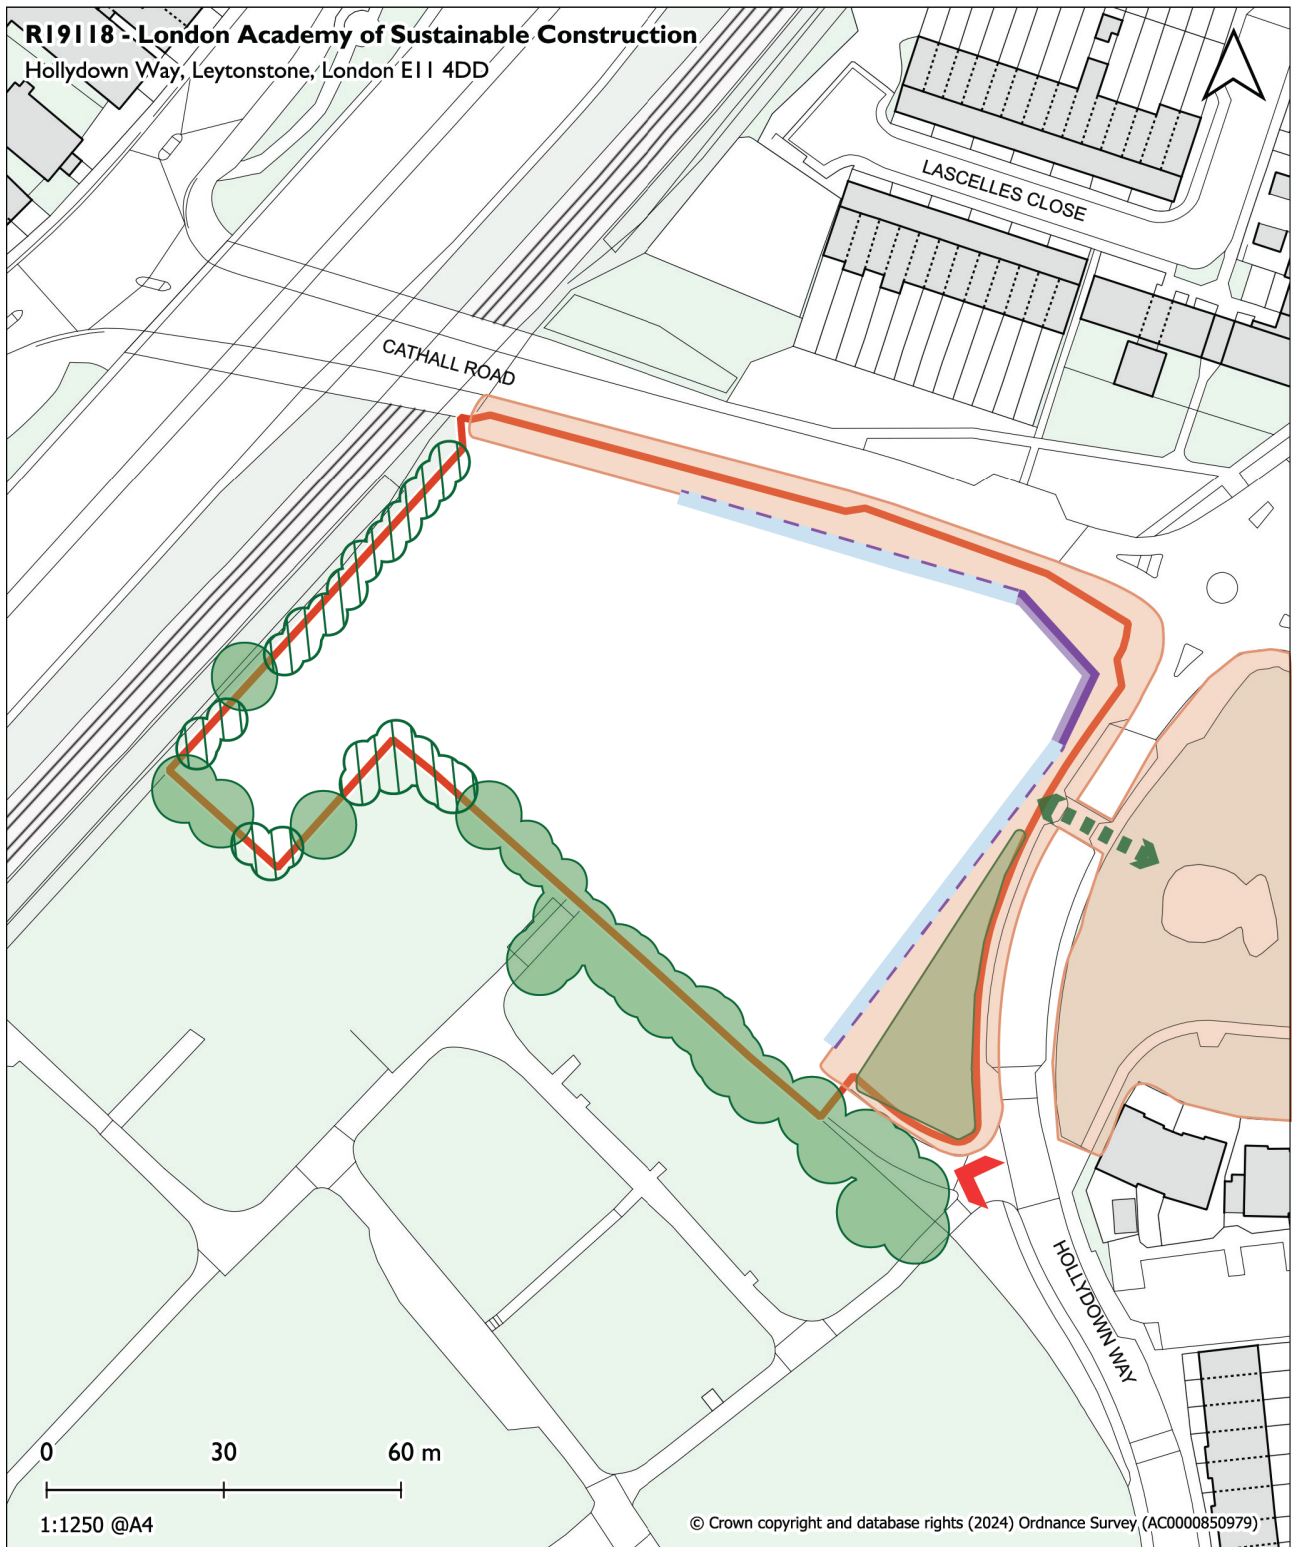 R19118 - London Academy of Sustainable Construction
Hollydown Way, Leytonstone, London E11 4DD
LASCELLES CLOSE
CATHALL ROAD
HOLLYDOWN WAY
0 30 60 m
1:1250 @A4
© Crown copyright and database rights (2024) Ordnance Survey (AC0000850979)